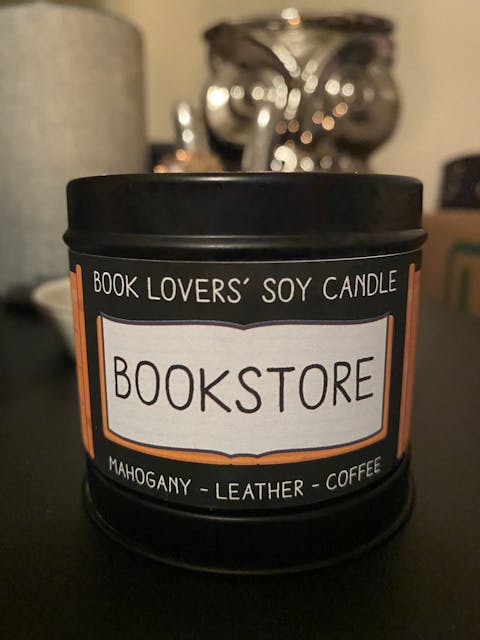 BOOK LOVERS' SOY CANDLE
BOOKSTORE
MAHOGANY - LEATHER - COFFEE